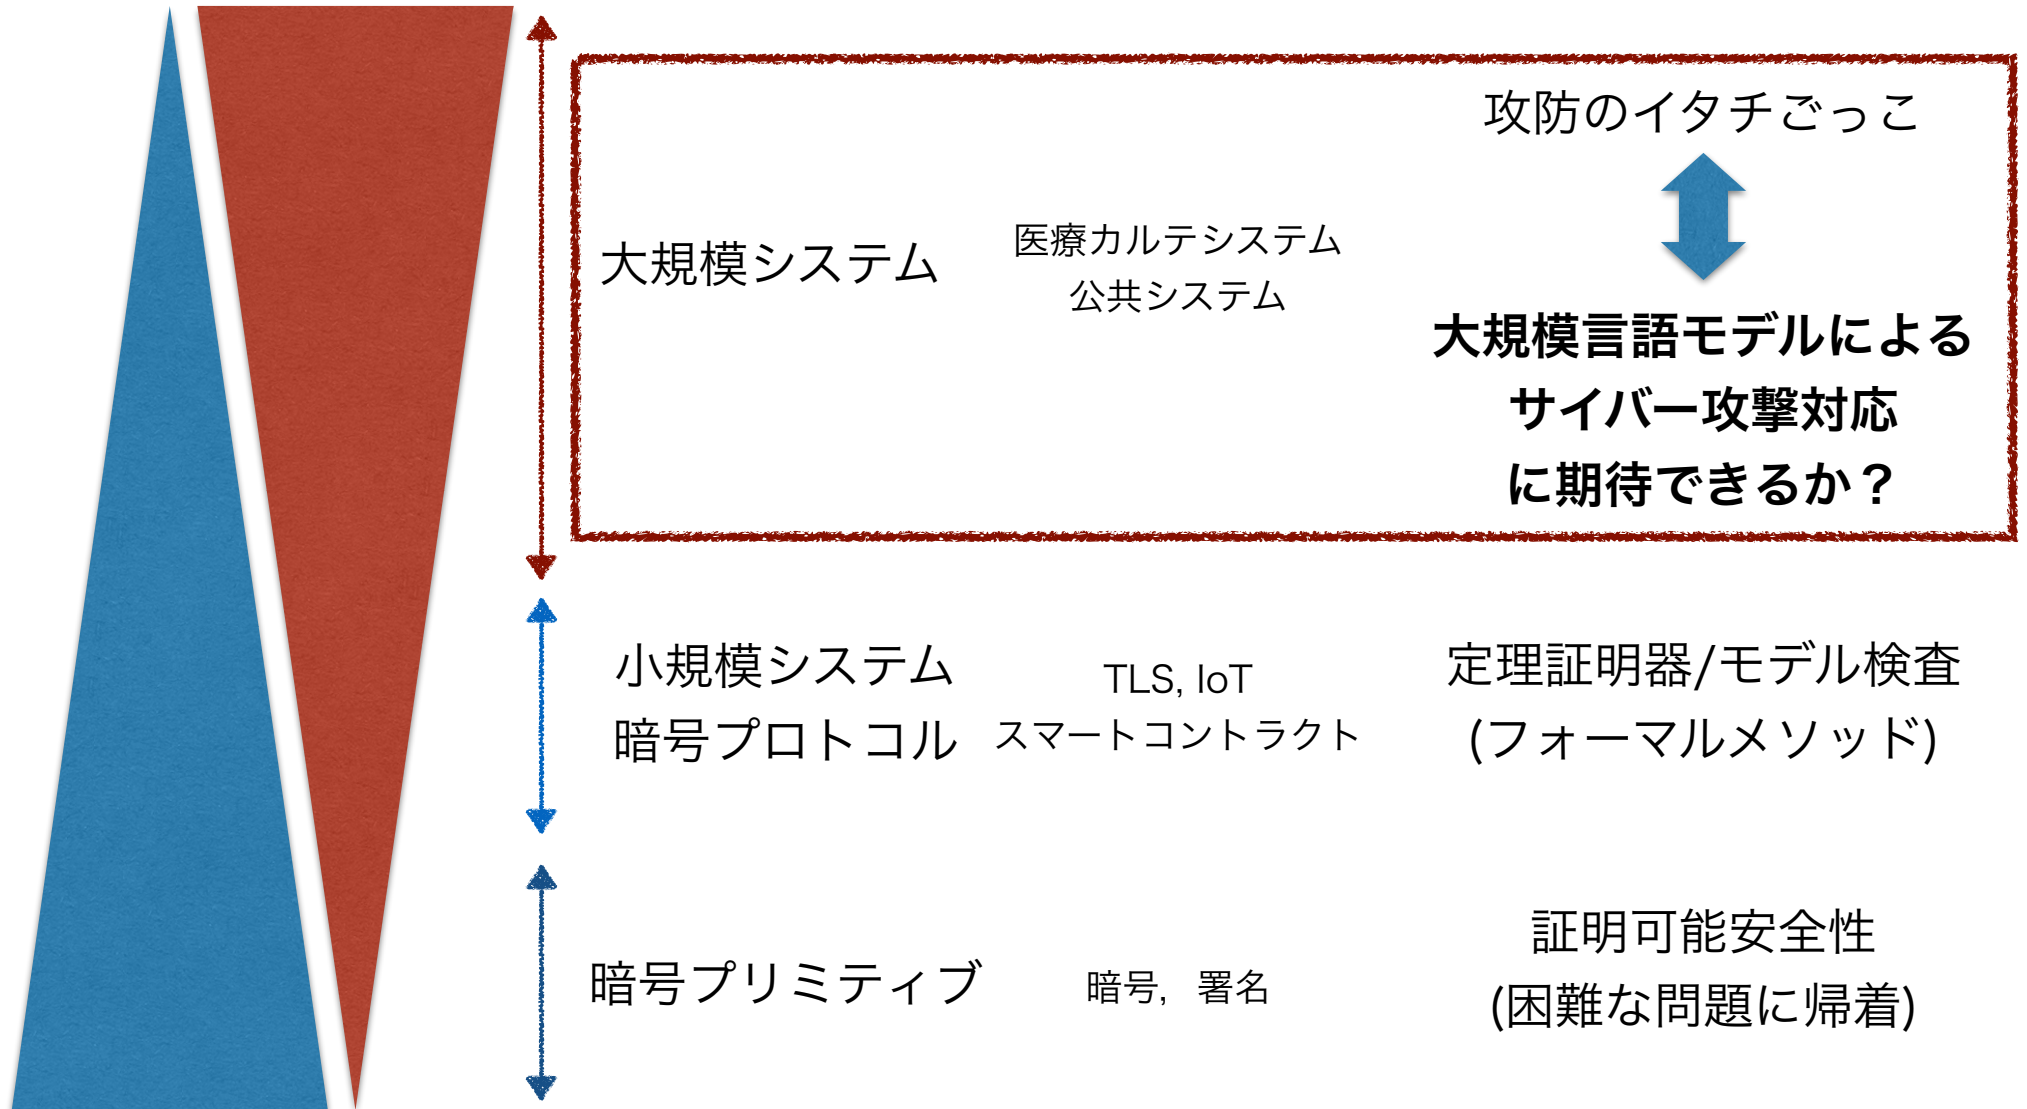 攻防のイタチごっこ
大規模システム
医療カルテシステム
公共システム
大規模言語モデルによる
サイバー攻撃対応
に期待できるか？
小規模システム
暗号プロトコル
TLS, IoT
スマートコントラクト
定理証明器/モデル検査
(フォーマルメソッド)
暗号プリミティブ
暗号, 署名
証明可能安全性
(困難な問題に帰着)